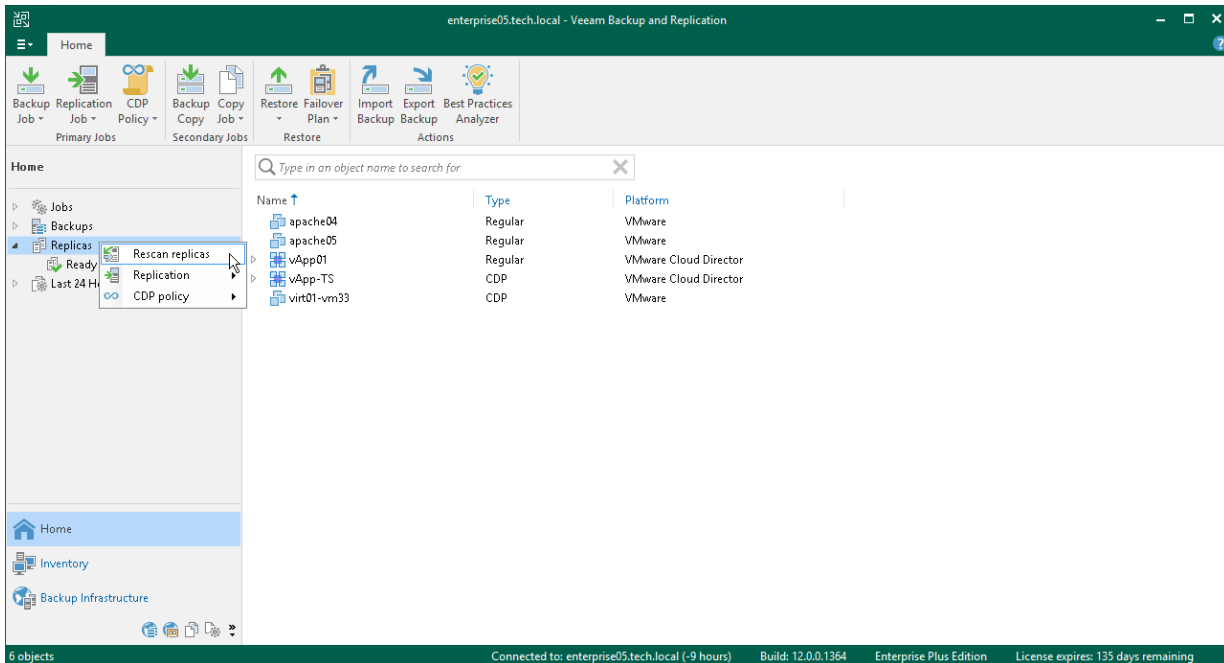 enterprise05.tech.local - Veeam Backup and Replication
Home
Backup Job
Replication Job
CDP Policy
Primary Jobs
Backup Copy
Copy Job
Secondary Jobs
Restore
Failover Plan
Restore
Import Backup
Export Backup
Best Practices Analyzer
Actions
Home
Type in an object name to search for
Jobs
Backups
Replicas
Ready
Last 24 H
Rescan replicas
Replication
CDP policy
Name Type Platform
apache04 Regular VMware
apache05 Regular VMware
vApp01 Regular VMware Cloud Director
vApp-TS CDP VMware Cloud Director
virt01-vm33 CDP VMware
Home
Inventory
Backup Infrastructure
6 objects Connected to: enterprise05.tech.local (-9 hours) Build: 12.0.0.1364 Enterprise Plus Edition License expires: 135 days remaining